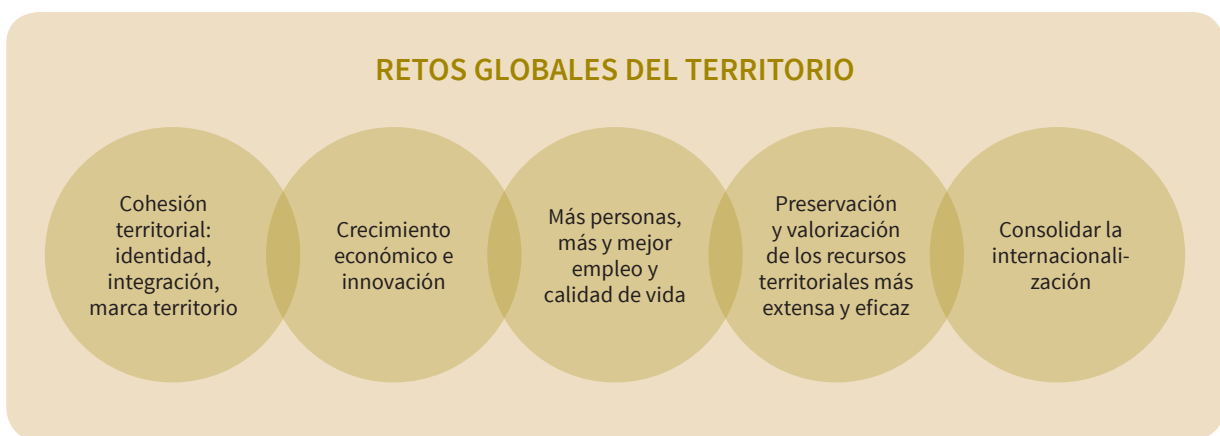 RETOS GLOBALES DEL TERRITORIO
Cohesión
territorial:
identidad,
integración,
marca territorio
Crecimiento
económico e
innovación
Más personas,
más y mejor
empleo y
calidad de vida
Preservación
y valorización
de los recursos
territoriales más
extensa y eficaz
Consolidar la
internacionali-
zación